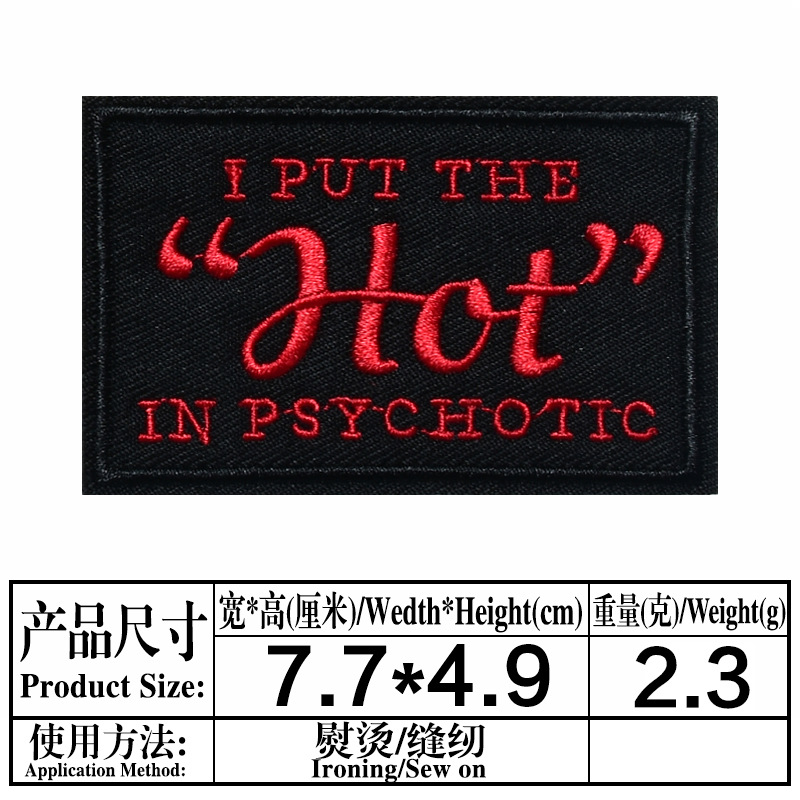 I PUT THE
“Hot”
IN PSYCHOTIC
产品尺寸
Product Size:
宽*高(厘米)/Wedth*Height(cm)
7.7*4.9
重量(克)/Weight(g)
2.3
使用方法:
Application Method:
熨烫/缝纫
Ironing/Sew on